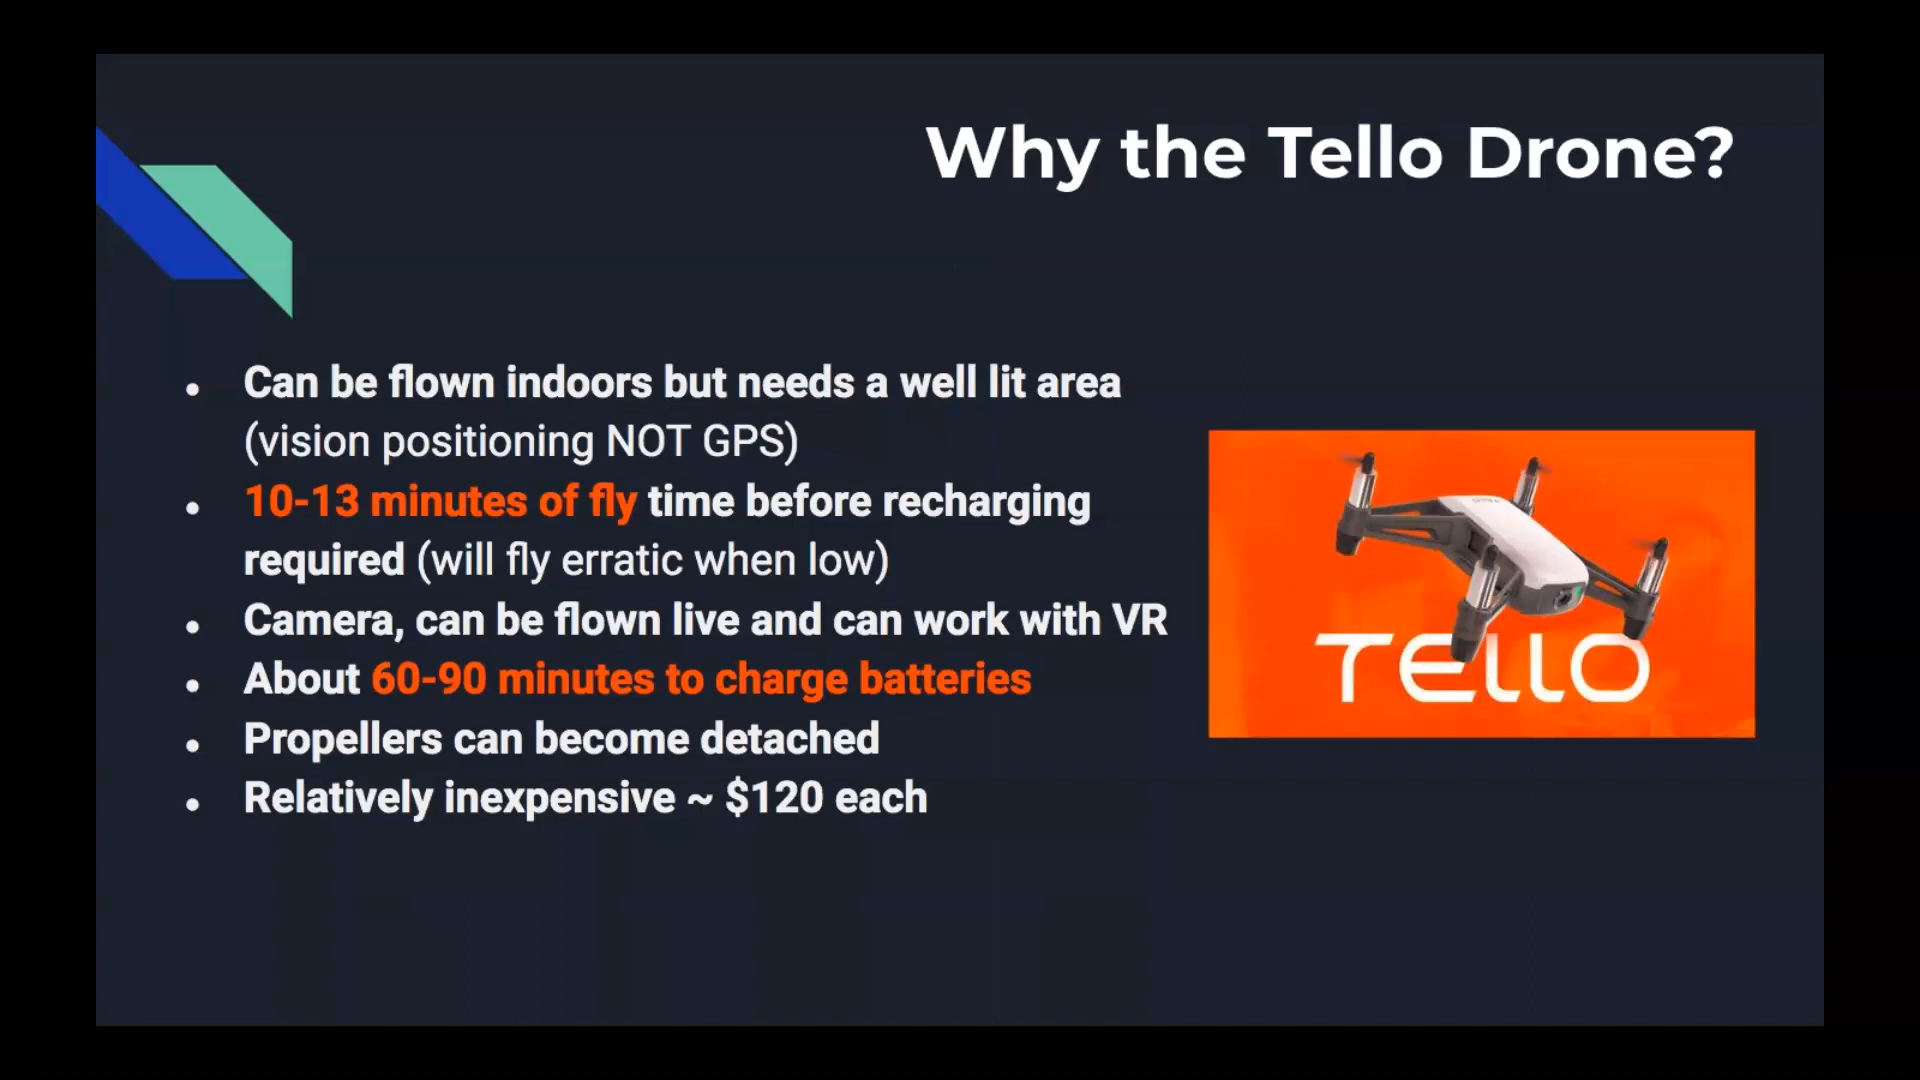 Why the Tello Drone?
• Can be flown indoors but needs a well lit area
(vision positioning NOT GPS)
• 10-13 minutes of fly time before recharging
required (will fly erratic when low)
• Camera, can be flown live and can work with VR
• About 60-90 minutes to charge batteries
• Propellers can become detached
• Relatively inexpensive ~ $120 each
TELLO